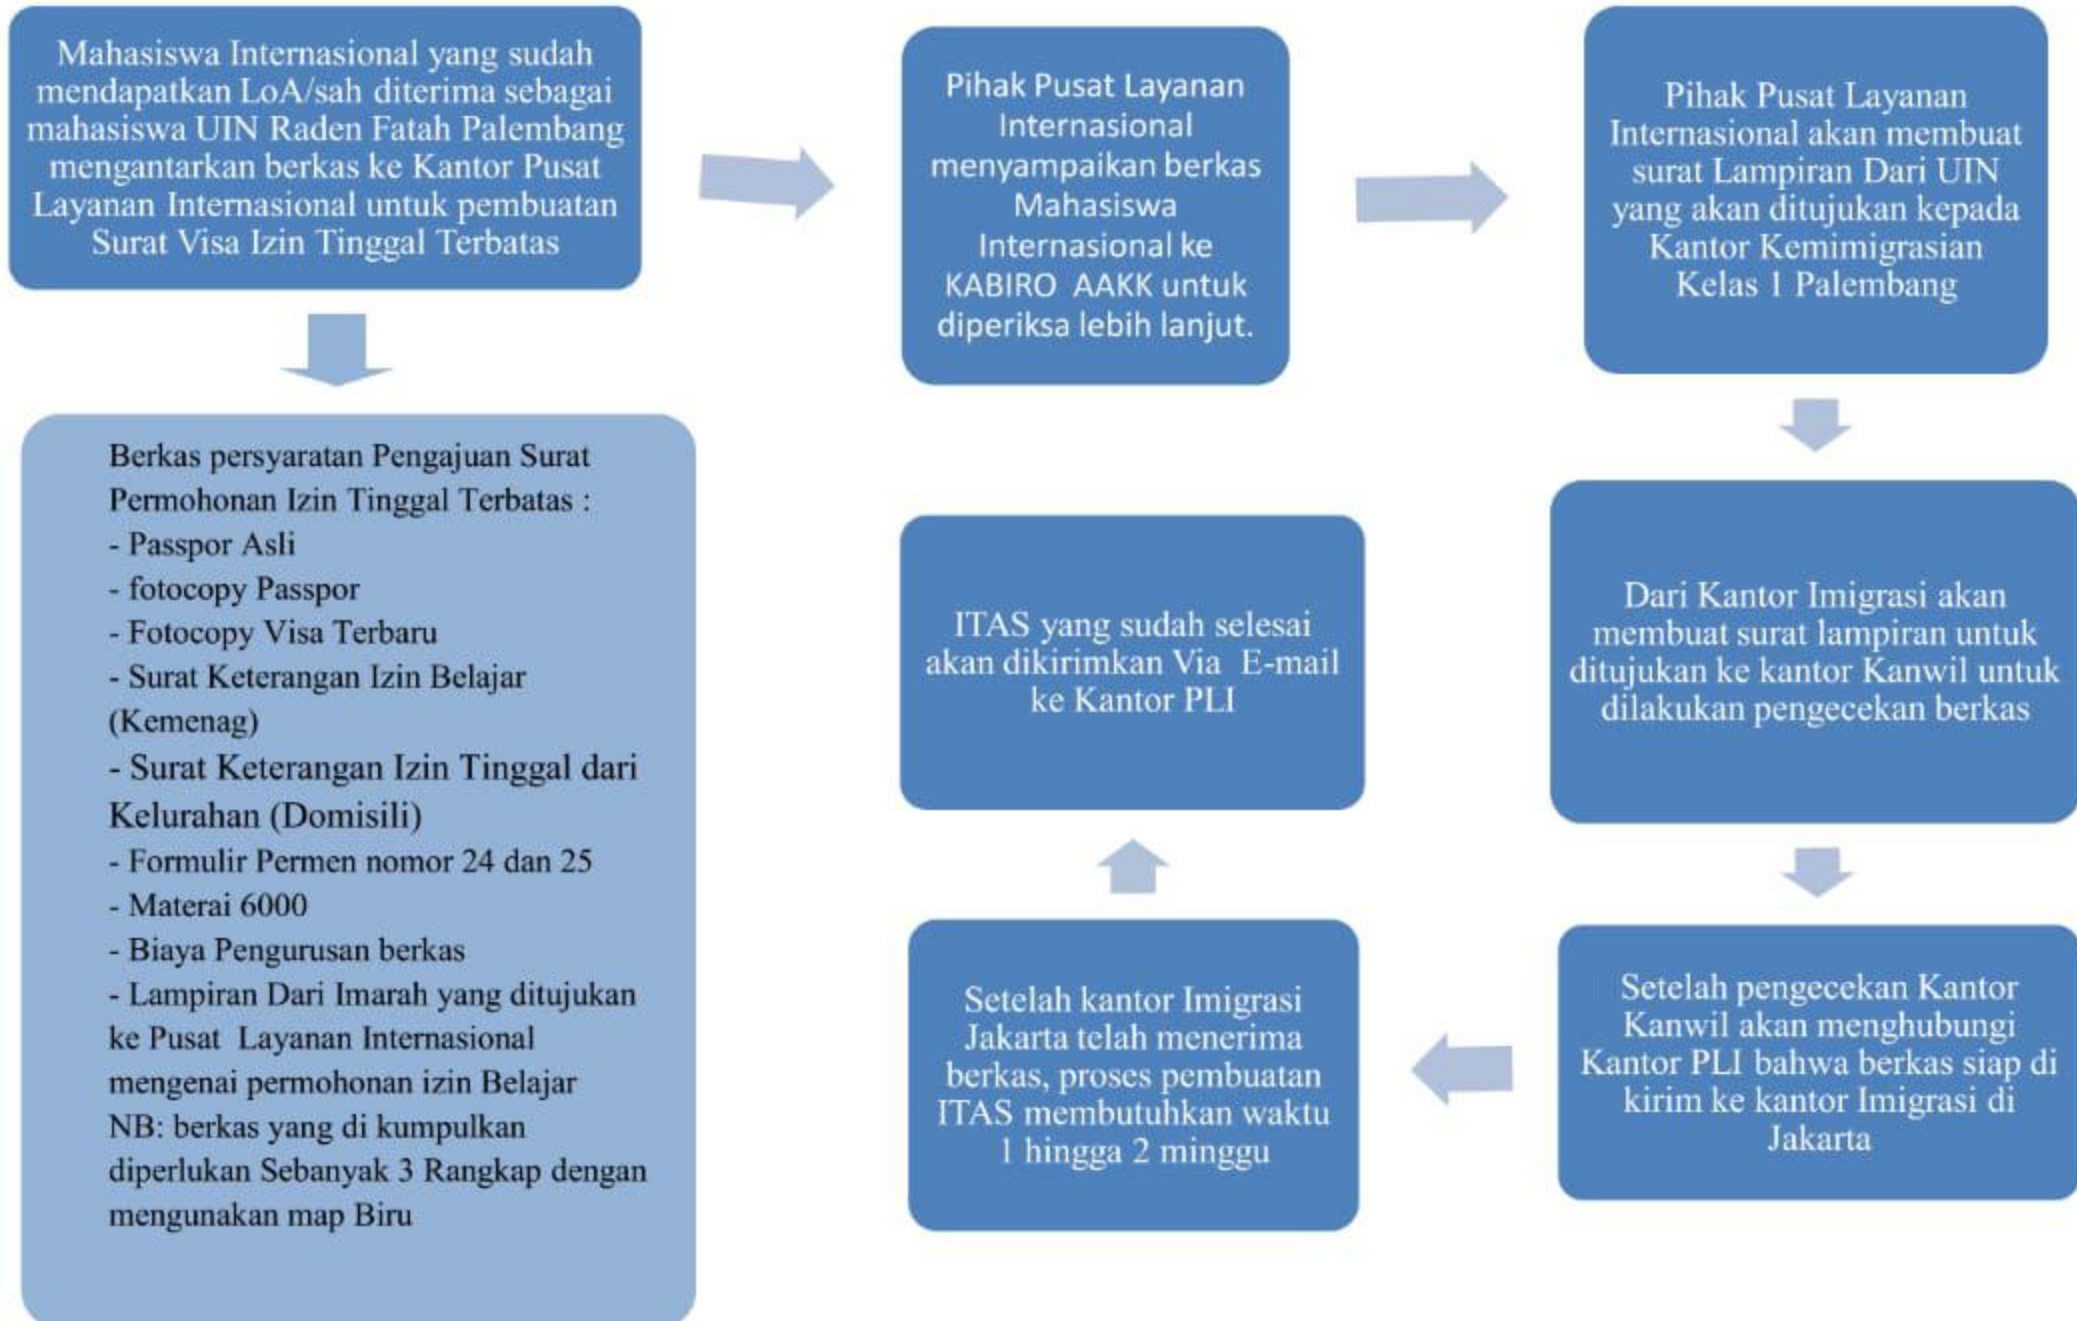 Mahasiswa Internasional yang sudah
mendapatkan LoA/sah diterima sebagai
mahasiswa UIN Raden Fatah Palembang
mengantarkan berkas ke Kantor Pusat
Layanan Internasional untuk pembuatan
Surat Visa Izin Tinggal Terbatas
Berkas persyaratan Pengajuan Surat
Permohonan Izin Tinggal Terbatas :
- Passpor Asli
- fotocopy Passpor
- Fotocopy Visa Terbaru
- Surat Keterangan Izin Belajar
(Kemenag)
- Surat Keterangan Izin Tinggal dari
Kelurahan (Domisili)
- Formulir Permen nomor 24 dan 25
- Materai 6000
- Biaya Pengurusan berkas
- Lampiran Dari Imarah yang ditujukan
ke Pusat Layanan Internasional
mengenai permohonan izin Belajar
NB: berkas yang di kumpulkan
diperlukan Sebanyak 3 Rangkap dengan
mengunakan map Biru
Pihak Pusat Layanan
Internasional
menyampaikan berkas
Mahasiswa
Internasional ke
KABIRO AAKK untuk
diperiksa lebih lanjut.
Pihak Pusat Layanan
Internasional akan membuat
surat Lampiran Dari UIN
yang akan ditujukan kepada
Kantor Kemimigrasian
Kelas 1 Palembang
Dari Kantor Imigrasi akan
membuat surat lampiran untuk
ditujukan ke kantor Kanwil untuk
dilakukan pengecekan berkas
Setelah pengecekan Kantor
Kanwil akan menghubungi
Kantor PLI bahwa berkas siap di
kirim ke kantor Imigrasi di
Jakarta
Setelah kantor Imigrasi
Jakarta telah menerima
berkas, proses pembuatan
ITAS membutuhkan waktu
1 hingga 2 minggu
ITAS yang sudah selesai
akan dikirimkan Via E-mail
ke Kantor PLI